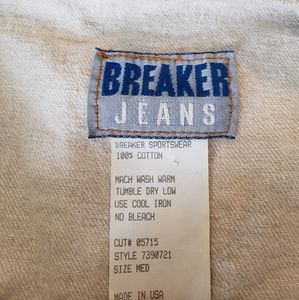 BREAKER
JEANS
BREAKER SPORTSWEAR
100% COTTON
MACH WASH WARM
TUMBLE DRY LOW
USE COOL IRON
NO BLEACH
CUT# 05715
STYLE 7390721
SIZE MED
MADE IN USA